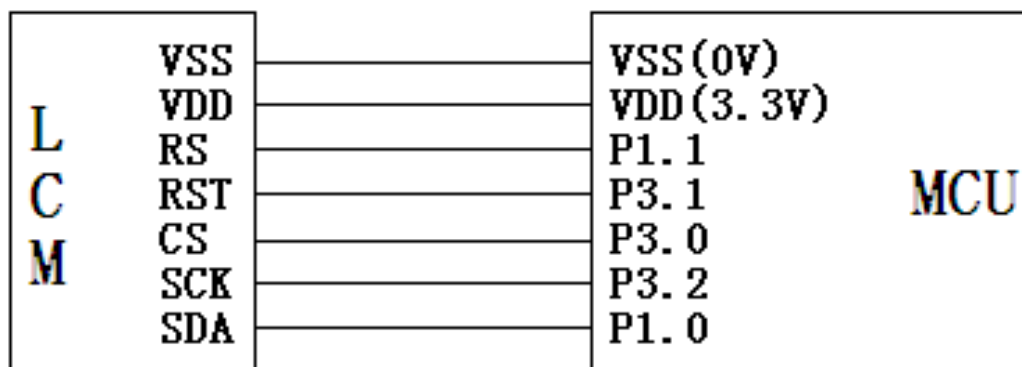 LCM
VSS
VDD
RS
RST
CS
SCK
SDA
VSS(0V)
VDD(3.3V)
P1.1
P3.1
P3.0
P3.2
P1.0
MCU